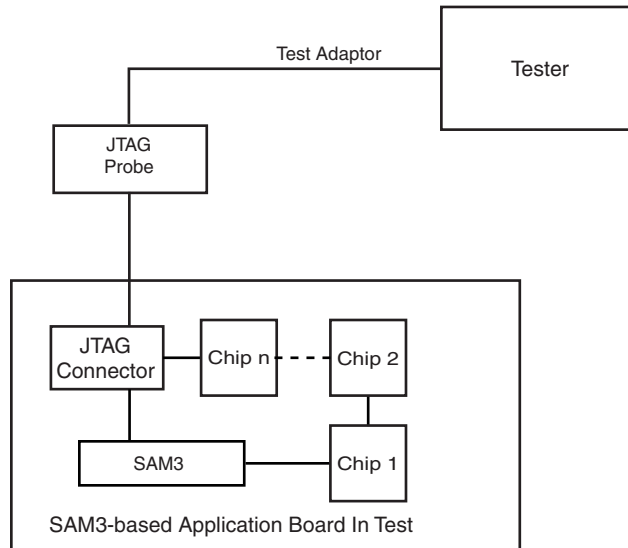 Test Adaptor
Tester
JTAG
Probe
JTAG
Connector
Chip n
Chip 2
SAM3
Chip 1
SAM3-based Application Board In Test